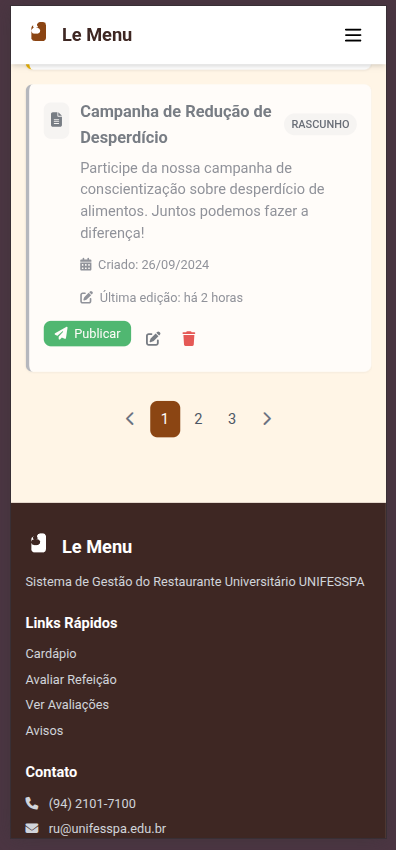 Le Menu
Campanha de Redução de
Desperdício
RASCUNHO
Participe da nossa campanha de
conscientização sobre desperdício de
alimentos. Juntos podemos fazer a
diferença!
Criado: 26/09/2024
Última edição: há 2 horas
Publicar
1 2 3
Le Menu
Sistema de Gestão do Restaurante Universitário UNIFESSPA
Links Rápidos
Cardápio
Avaliar Refeição
Ver Avaliações
Avisos
Contato
(94) 2101-7100
ru@unifesspa.edu.br